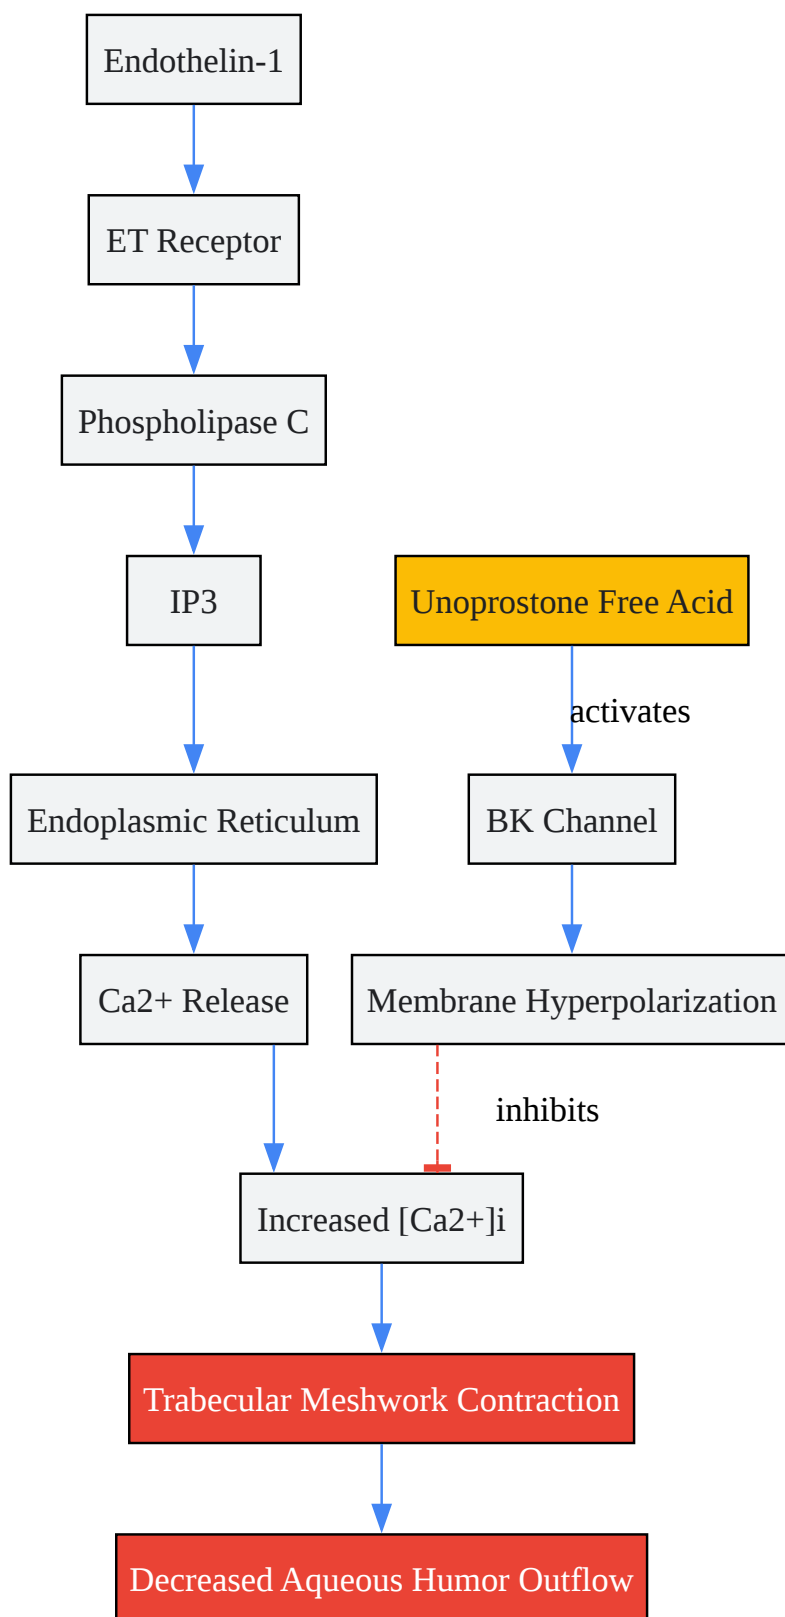 Endothelin-1
ET Receptor
Phospholipase C
IP3
Unoprostone Free Acid
activates
Endoplasmic Reticulum
BK Channel
Ca2+ Release
Membrane Hyperpolarization
inhibits
Increased [Ca2+]i
Trabecular Meshwork Contraction
Decreased Aqueous Humor Outflow